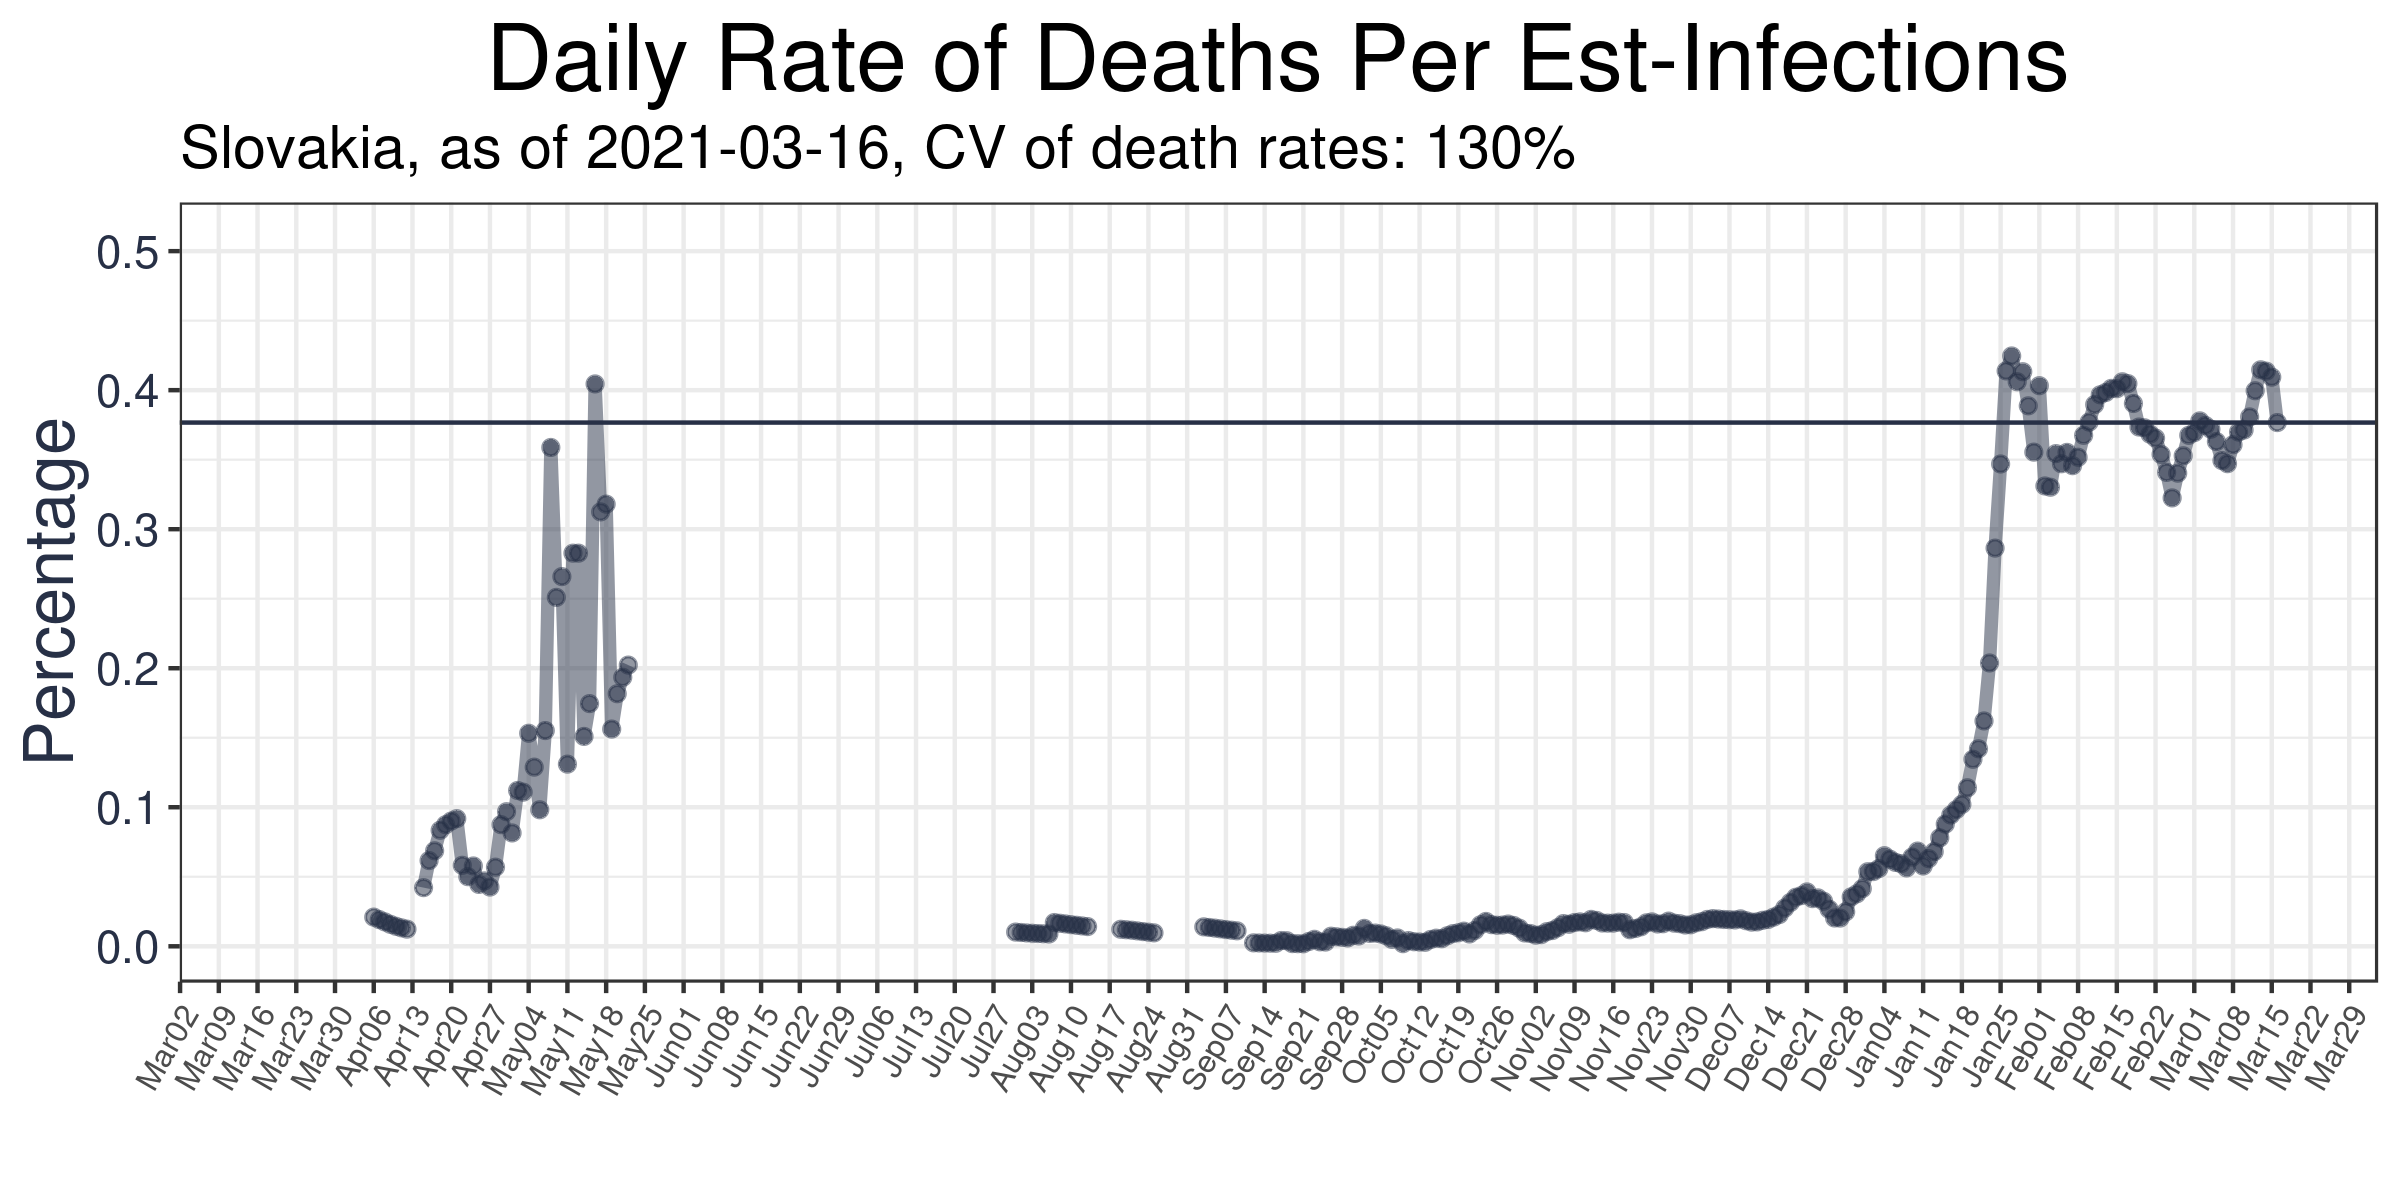 Daily Rate of Deaths Per Est-Infections
Slovakia, as of 2021-03-16, CV of death rates: 130%
Percentage
0.5
0.4
0.3
0.2
0.1
0.0
Mar02
Mar09
Mar16
Mar23
Mar30
Apr06
Apr13
Apr20
Apr27
May04
May11
May18
May25
Jun01
Jun08
Jun15
Jun22
Jun29
Jul06
Jul13
Jul20
Jul27
Aug03
Aug10
Aug17
Aug24
Aug31
Sep07
Sep14
Sep21
Sep28
Oct05
Oct12
Oct19
Oct26
Nov02
Nov09
Nov16
Nov23
Nov30
Dec07
Dec14
Dec21
Dec28
Jan04
Jan11
Jan18
Jan25
Feb01
Feb08
Feb15
Feb22
Mar01
Mar08
Mar15
Mar22
Mar29